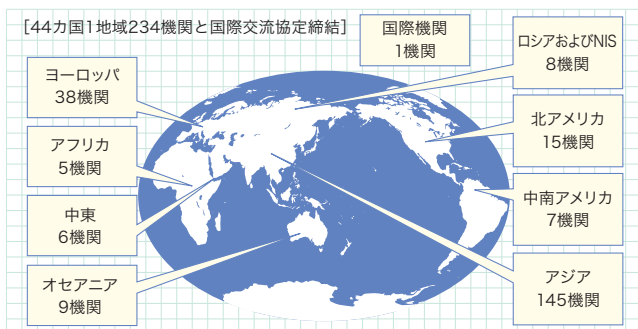 [44カ国1地域234機関と国際交流協定締結]
国際機関
1機関
ロシアおよびNIS
8機関
ヨーロッパ
38機関
北アメリカ
15機関
アフリカ
5機関
中南アメリカ
7機関
中東
6機関
オセアニア
9機関
アジア
145機関